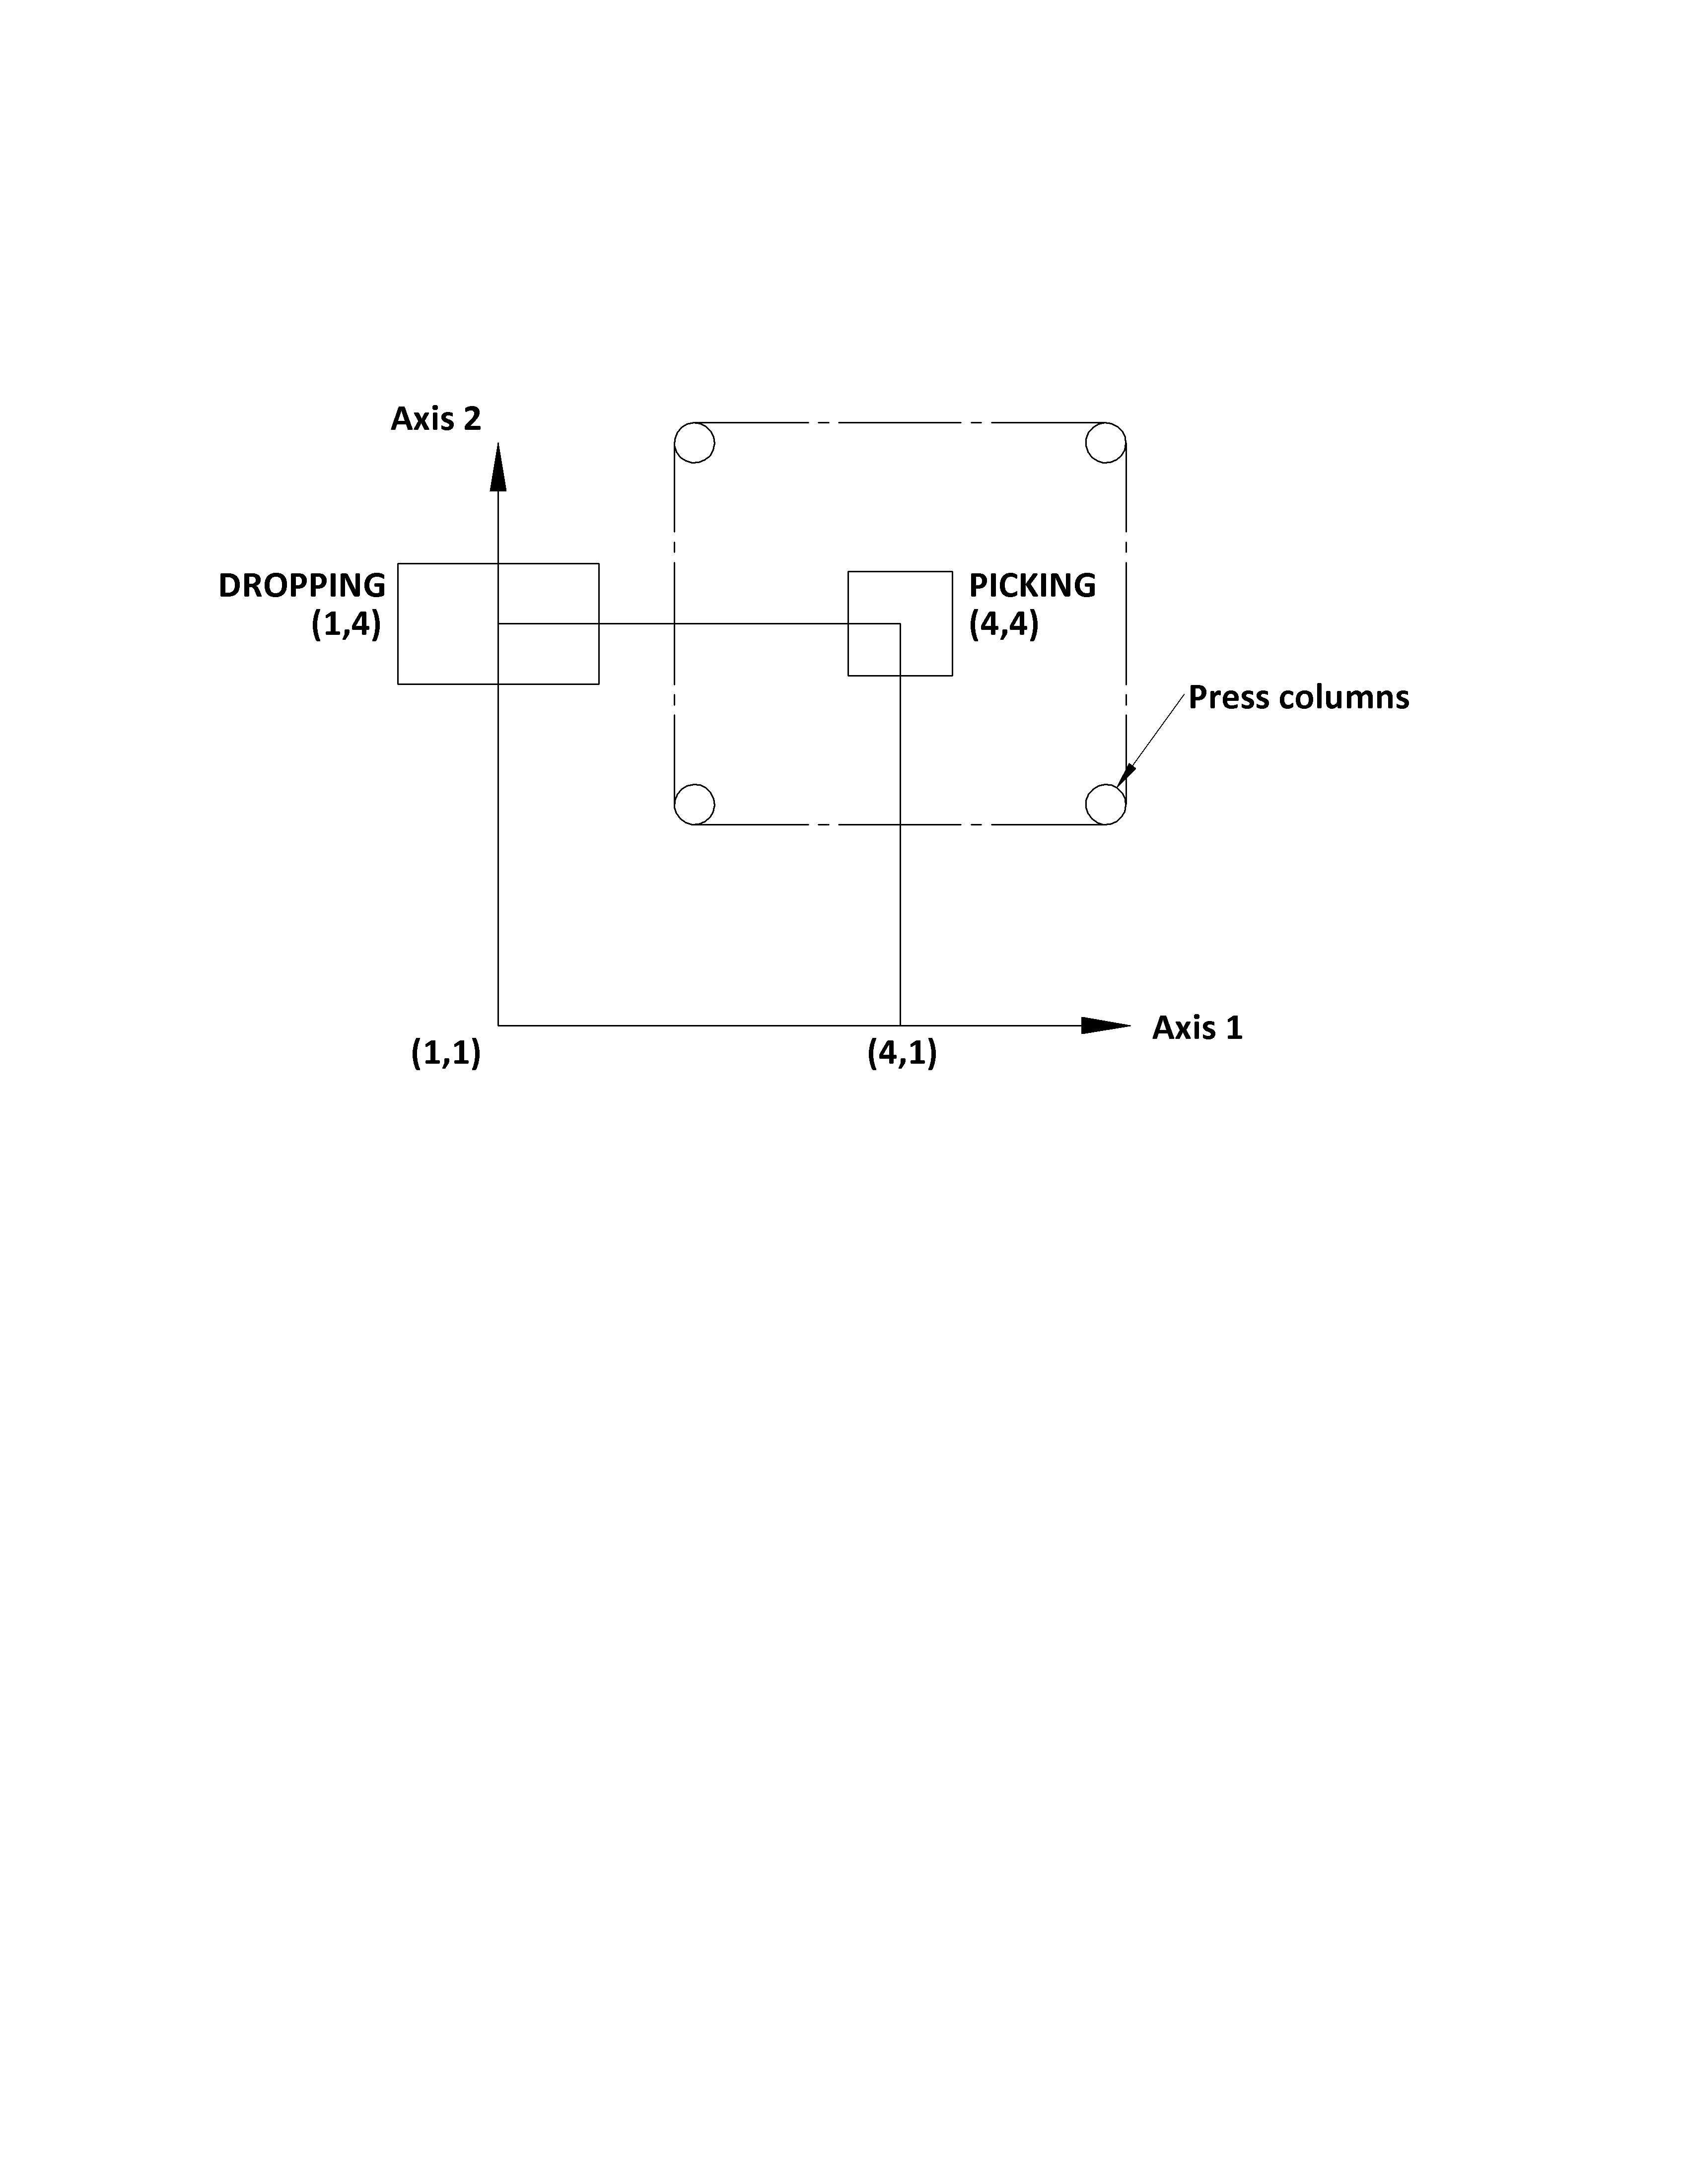 Axis 2
DROPPING
(1,4)
PICKING
(4,4)
Press columns
(1,1)
(4,1)
Axis 1